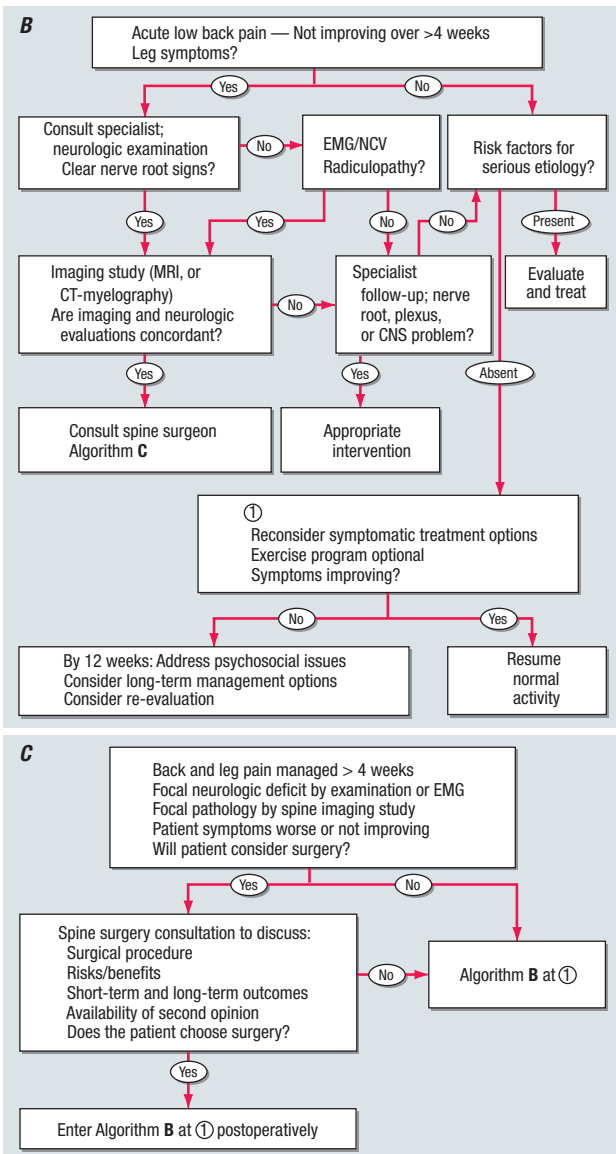 B
Acute low back pain — Not improving over >4 weeks
Leg symptoms?
Yes
No
Consult specialist;
neurologic examination
Clear nerve root signs?
No
EMG/NCV
Radiculopathy?
Risk factors for
serious etiology?
Yes
Yes
No
No
Present
Imaging study (MRI, or
CT-myelography)
Are imaging and neurologic
evaluations concordant?
No
Specialist
follow-up; nerve
root, plexus,
or CNS problem?
Evaluate
and treat
Yes
Yes
Absent
Consult spine surgeon
Algorithm C
Appropriate
intervention
①
Reconsider symptomatic treatment options
Exercise program optional
Symptoms improving?
No
Yes
By 12 weeks: Address psychosocial issues
Consider long-term management options
Consider re-evaluation
Resume
normal
activity
C
Back and leg pain managed > 4 weeks
Focal neurologic deficit by examination or EMG
Focal pathology by spine imaging study
Patient symptoms worse or not improving
Will patient consider surgery?
Yes
No
Spine surgery consultation to discuss:
Surgical procedure
Risks/benefits
Short-term and long-term outcomes
Availability of second opinion
Does the patient choose surgery?
No
Algorithm B at ①
Yes
Enter Algorithm B at ① postoperatively